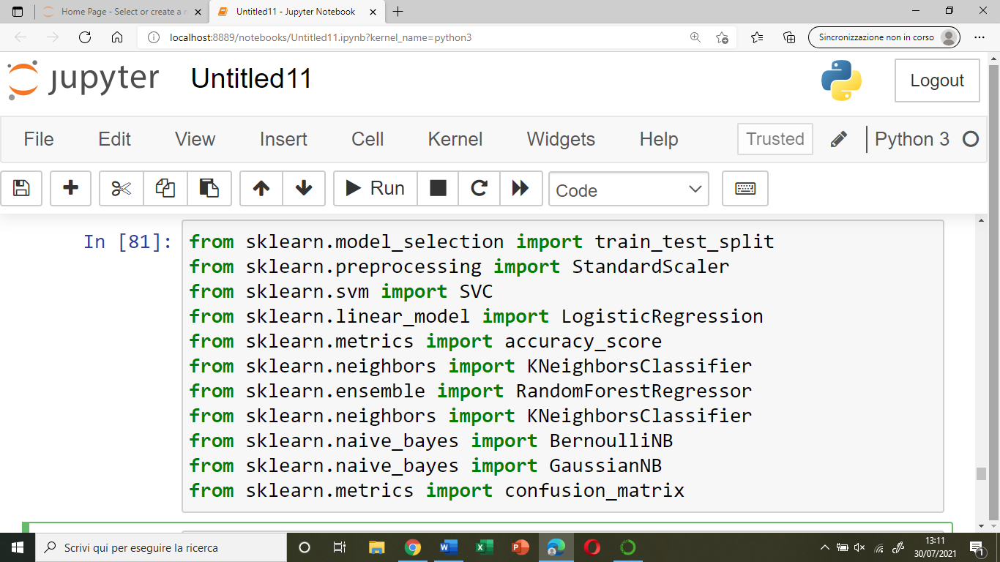 Home Page - Select or create a n
Untitled11 - Jupyter Notebook
localhost:8889/notebooks/Untitled11.ipynb?kernel_name=python3
Sincronizzazione non in corso
jupyter Untitled11
Logout
File Edit View Insert Cell Kernel Widgets Help Trusted Python 3
Run Code
In [81]:
from sklearn.model_selection import train_test_split
from sklearn.preprocessing import StandardScaler
from sklearn.svm import SVC
from sklearn.linear_model import LogisticRegression
from sklearn.metrics import accuracy_score
from sklearn.neighbors import KNeighborsClassifier
from sklearn.ensemble import RandomForestRegressor
from sklearn.neighbors import KNeighborsClassifier
from sklearn.naive_bayes import BernoulliNB
from sklearn.naive_bayes import GaussianNB
from sklearn.metrics import confusion_matrix
Scrivi qui per eseguire la ricerca
13:11
30/07/2021
1